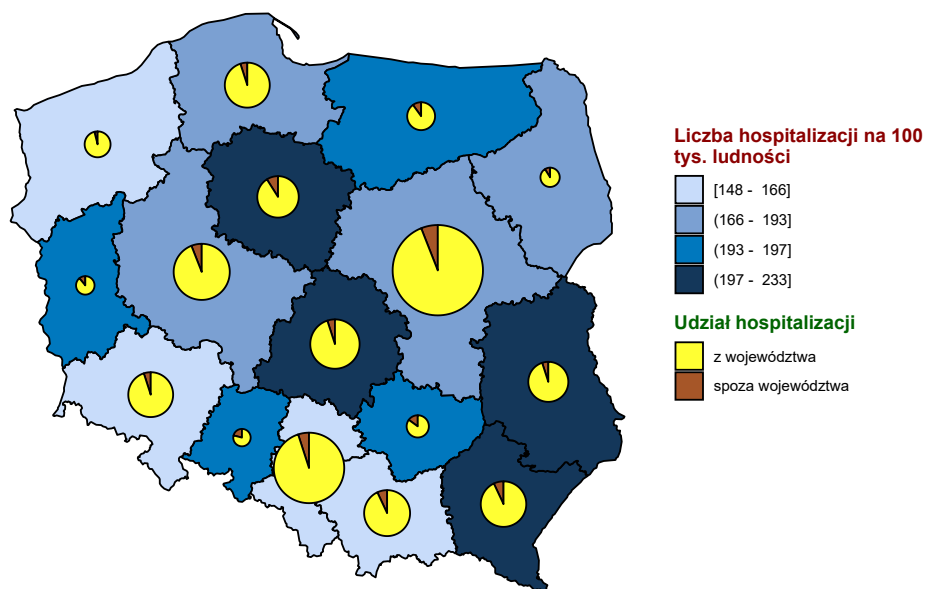 Liczba hospitalizacji na 100
tys. ludności
[148 - 166]
(166 - 193]
(193 - 197]
(197 - 233]
Udział hospitalizacji
z województwa
spoza województwa